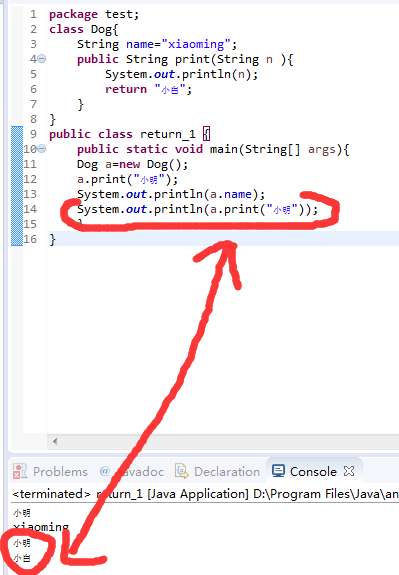 1 package test;
2 class Dog{
3 String name="xiaoming";
4 public String print(String n ){
5 System.out.println(n);
6 return "小白";
7 }
8 }
9 public class return_1 {
10 public static void main(String[] args){
11 Dog a=new Dog();
12 a.print("小明");
13 System.out.println(a.name);
14 System.out.println(a.print("小明"));
15 }
16 }
Problems @ Javadoc Declaration Console
<terminated> return_1 [Java Application] D:\Program Files\Java\an
小明
xiaoming
小明
小白